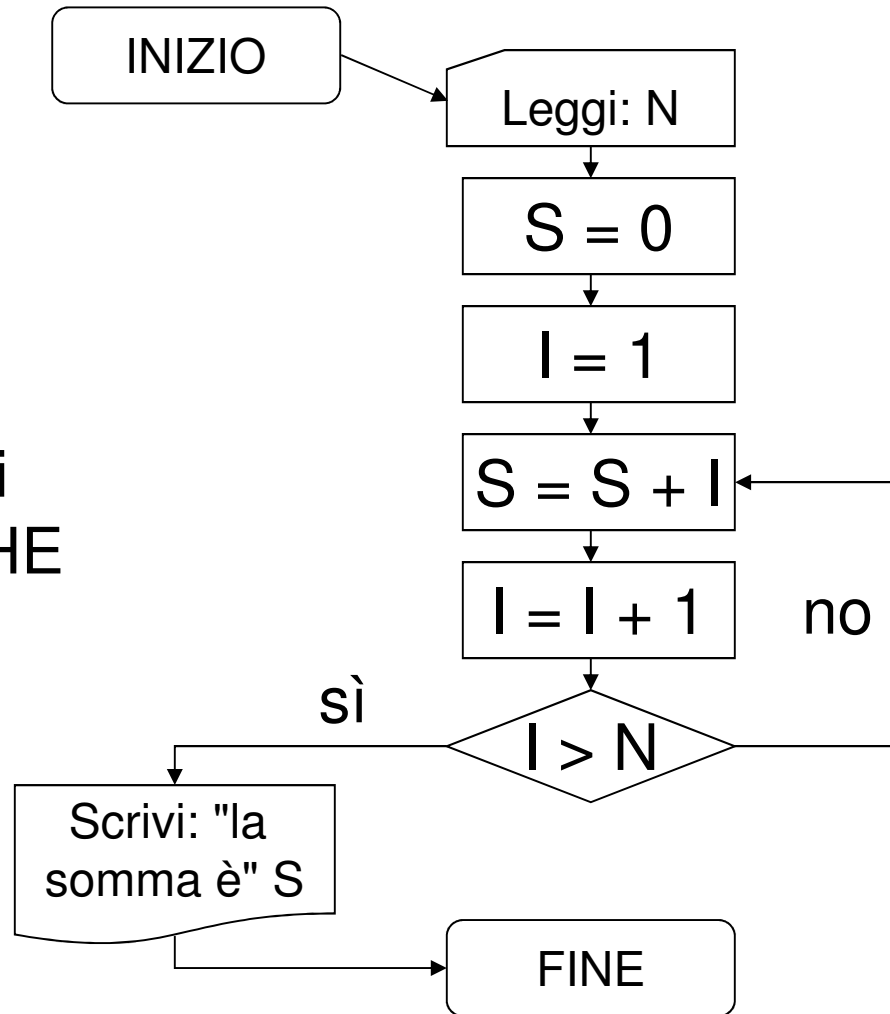 INIZIO
Leggi: N
S = 0
I = 1
S = S + I
I = I + 1
no
I > N
sì
Scrivi: "la
somma è" S
FINE